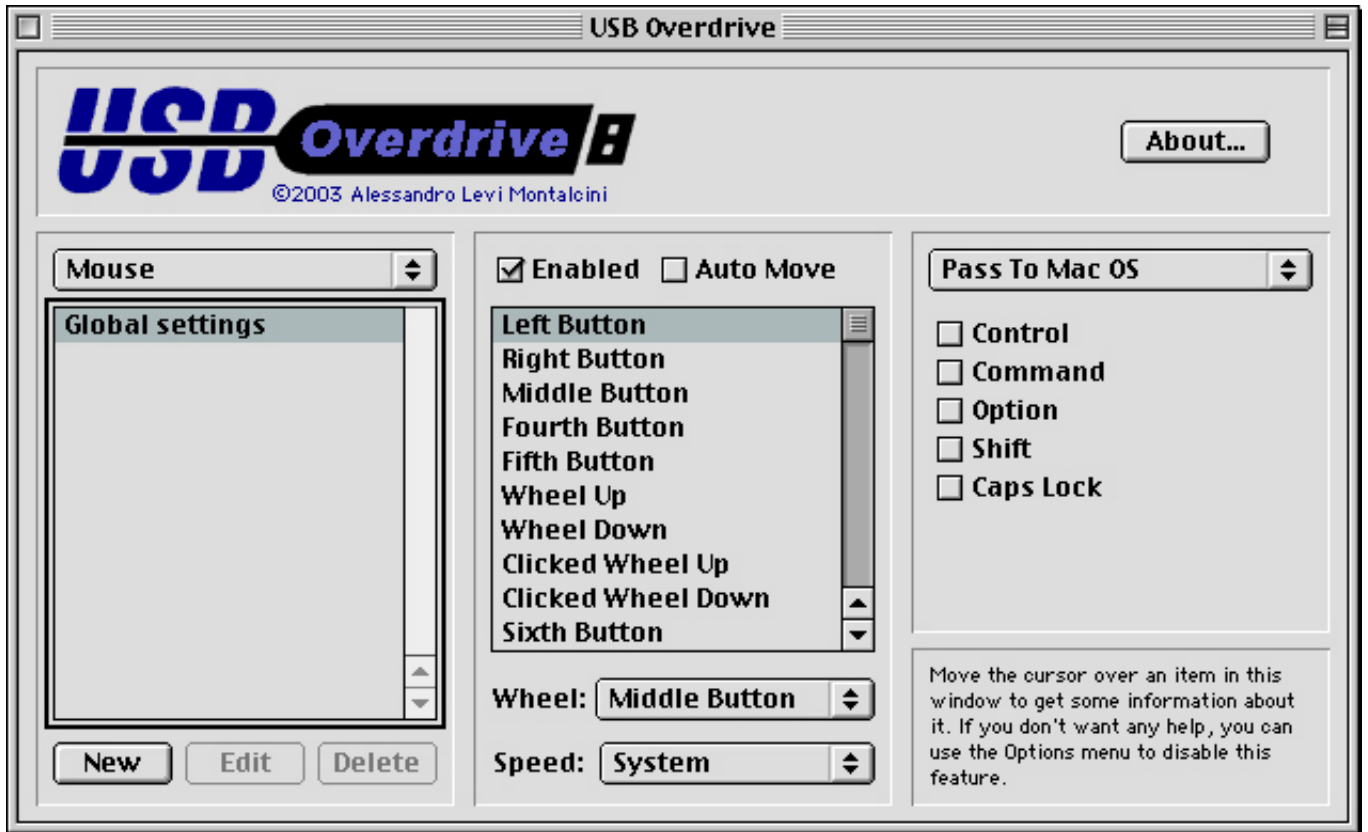 USB Overdrive
USB Overdrive
©2003 Alessandro Levi Montalcini
About...
Mouse
Global settings
New
Edit
Delete
Enabled
Auto Move
Left Button
Right Button
Middle Button
Fourth Button
Fifth Button
Wheel Up
Wheel Down
Clicked Wheel Up
Clicked Wheel Down
Sixth Button
Wheel: Middle Button
Speed: System
Pass To Mac OS
Control
Command
Option
Shift
Caps Lock
Move the cursor over an item in this
window to get some information about
it. If you don't want any help, you can
use the Options menu to disable this
feature.